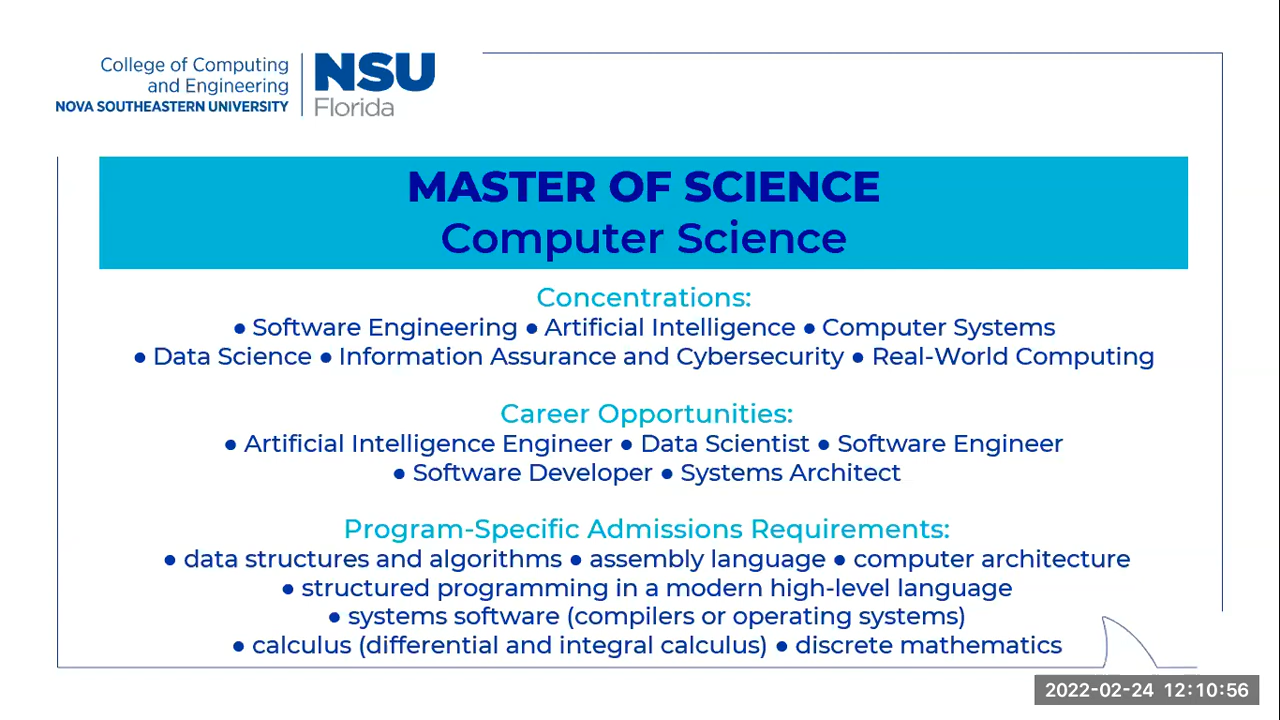 College of Computing
and Engineering
NOVA SOUTHEASTERN UNIVERSITY
NSU
Florida
MASTER OF SCIENCE
Computer Science
Concentrations:
● Software Engineering ● Artificial Intelligence ● Computer Systems
● Data Science ● Information Assurance and Cybersecurity ● Real-World Computing
Career Opportunities:
● Artificial Intelligence Engineer ● Data Scientist ● Software Engineer
● Software Developer ● Systems Architect
Program-Specific Admissions Requirements:
● data structures and algorithms ● assembly language ● computer architecture
● structured programming in a modern high-level language
● systems software (compilers or operating systems)
● calculus (differential and integral calculus) ● discrete mathematics
2022-02-24 12:10:56